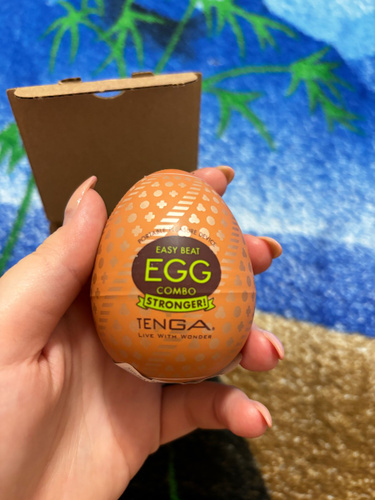 EASY BEAT
EGG
COMBO
STRONGER!
TENGA
LIVE WITH WONDER